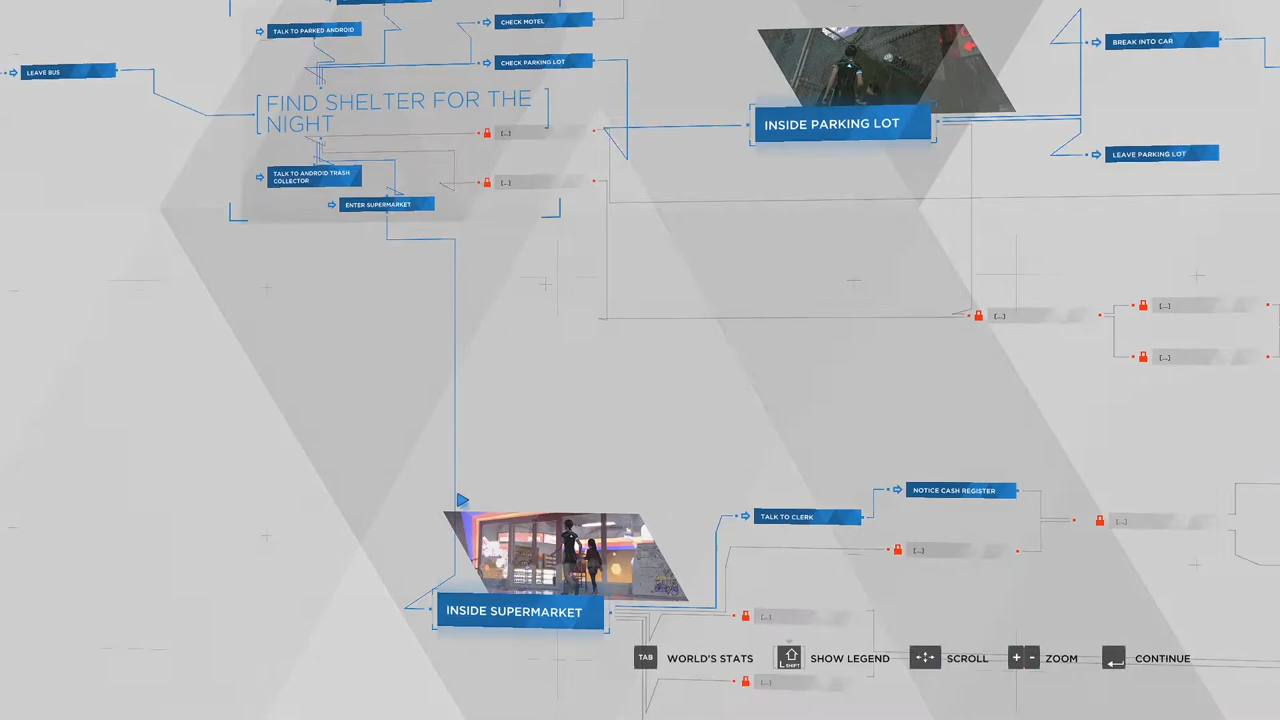 TALK TO PARKED ANDROID
CHECK MOTEL
CHECK PARKING LOT
LEAVE BUS
FIND SHELTER FOR THE
NIGHT
[...]
TALK TO ANDROID TRASH
COLLECTOR
[...]
ENTER SUPERMARKET
INSIDE PARKING LOT
BREAK INTO CAR
LEAVE PARKING LOT
[...]
[...]
[...]
NOTICE CASH REGISTER
TALK TO CLERK
[...]
[...]
INSIDE SUPERMARKET
[...]
[...]
TAB WORLD'S STATS
L SHIFT SHOW LEGEND
SCROLL
+ - ZOOM
CONTINUE